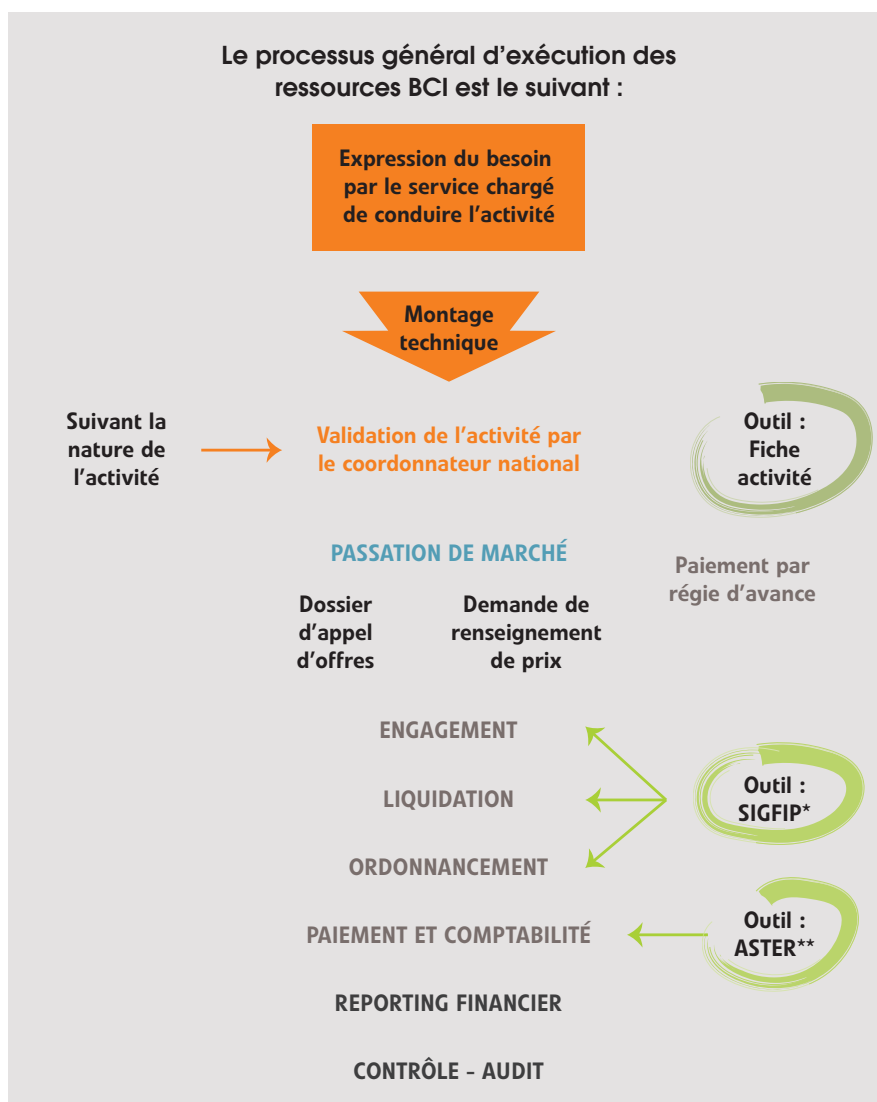 Le processus général d'exécution des
ressources BCI est le suivant :
Expression du besoin
par le service chargé
de conduire l'activité
Montage
technique
Suivant la
nature de
l'activité
Validation de l'activité par
le coordonnateur national
Outil :
Fiche
activité
PASSATION DE MARCHÉ
Paiement par
régie d'avance
Dossier
d'appel
d'offres
Demande de
renseignement
de prix
ENGAGEMENT
LIQUIDATION
ORDONNANCEMENT
Outil :
SIGFIP*
PAIEMENT ET COMPTABILITÉ
Outil :
ASTER**
REPORTING FINANCIER
CONTRÔLE - AUDIT